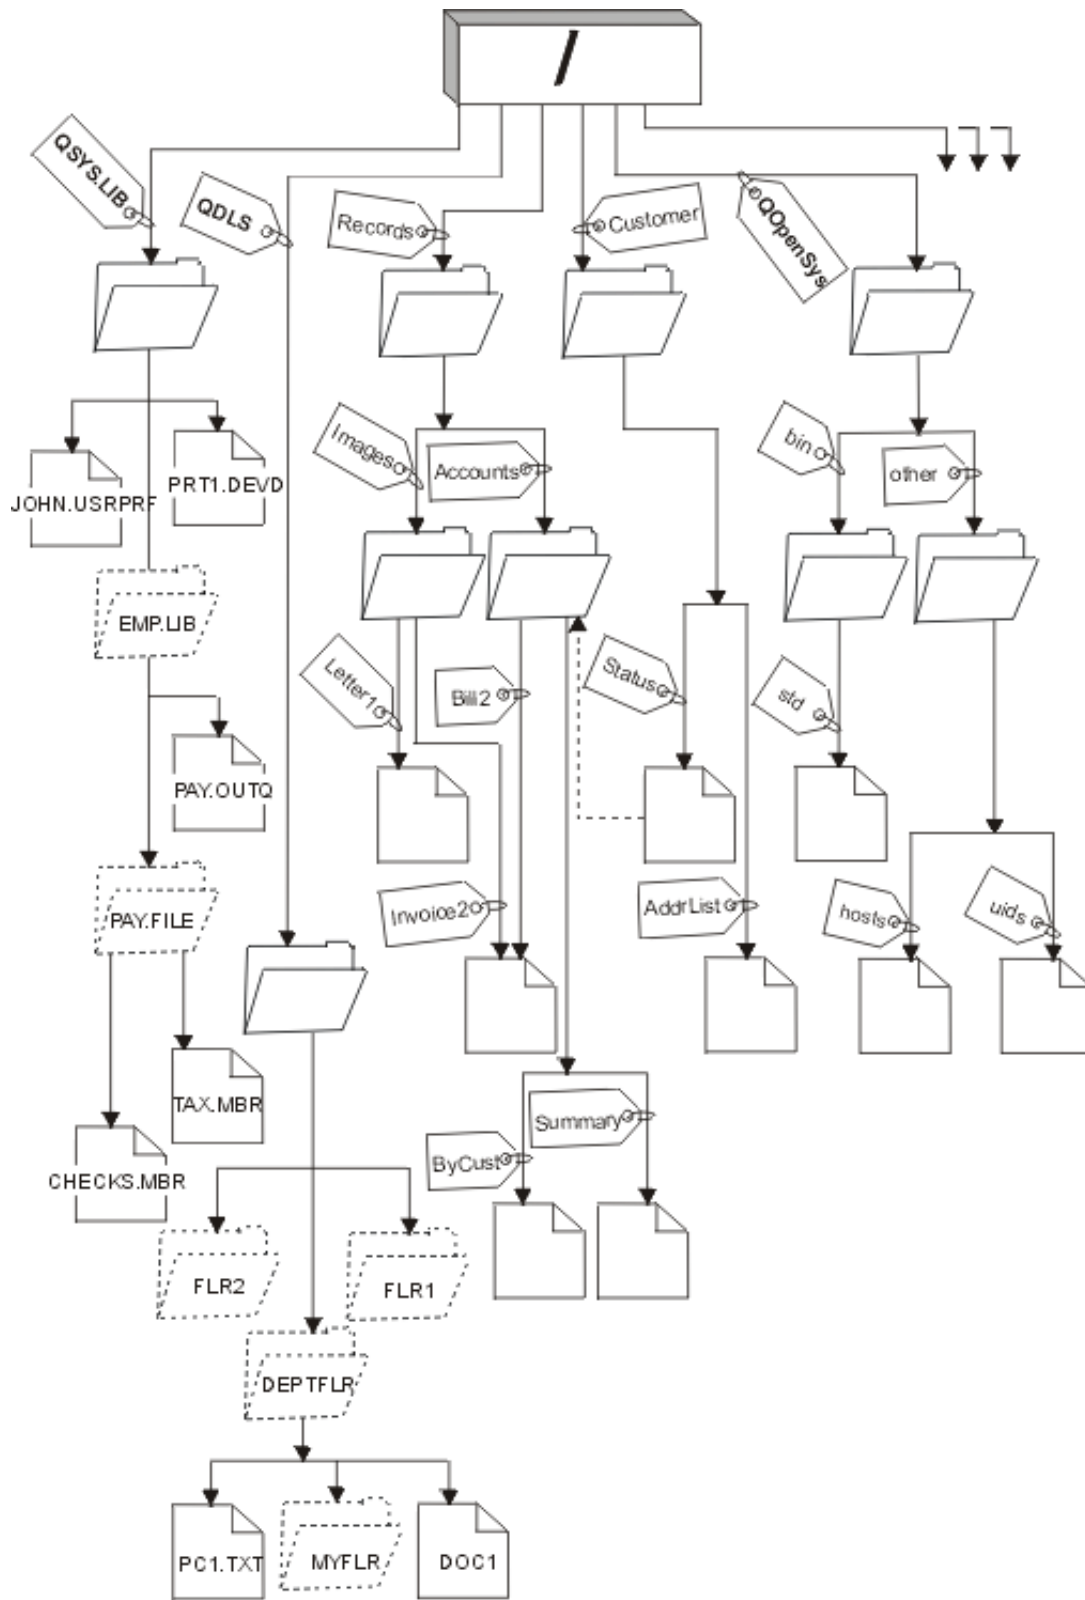 /
QSYS.LIB
QDLS
Records
Customer
QOpenSys
Images
Accounts
bin
other
JOHN.USRPRF
PRT1.DEVD
EMP.LIB
Letter1
Bill2
Status
std
PAY.OUTQ
PAY.FILE
Invoice2
AddrList
hosts
uids
TAX.MBR
Summary
ByCust
CHECKS.MBR
FLR2
FLR1
DEPTFLR
PC1.TXT
MYFLR
DOC1